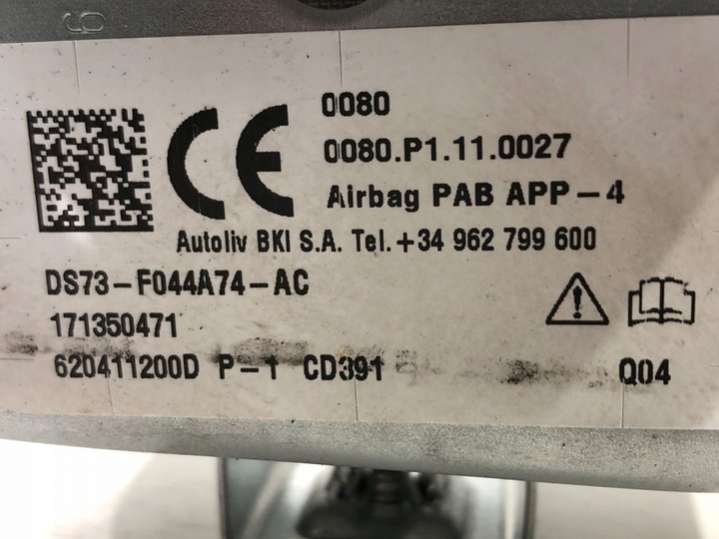 CE 0080
0080.P1.11.0027
Airbag PAB APP-4
Autoliv BKI S.A. Tel.+34 962 799 600
DS73-F044A74-AC
171350471
620411200D P-1 CD391 Q04